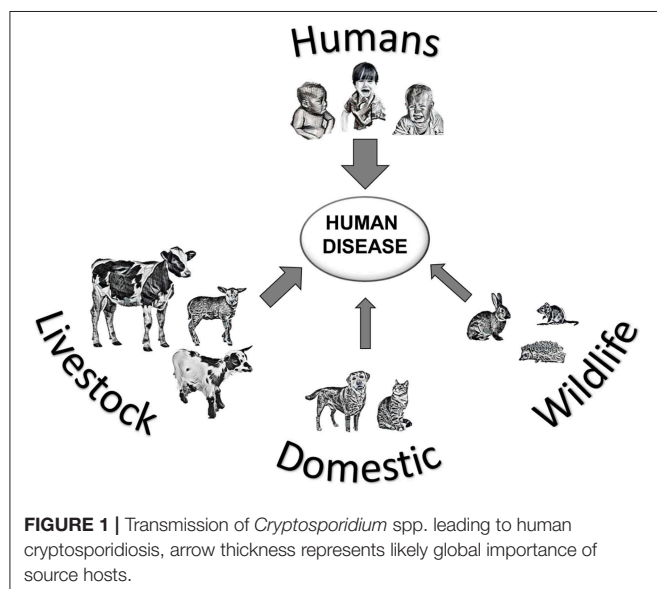 Humans
HUMAN
DISEASE
Livestock
Domestic
Wildlife
FIGURE 1 | Transmission of Cryptosporidium spp. leading to human
cryptosporidiosis, arrow thickness represents likely global importance of
source hosts.